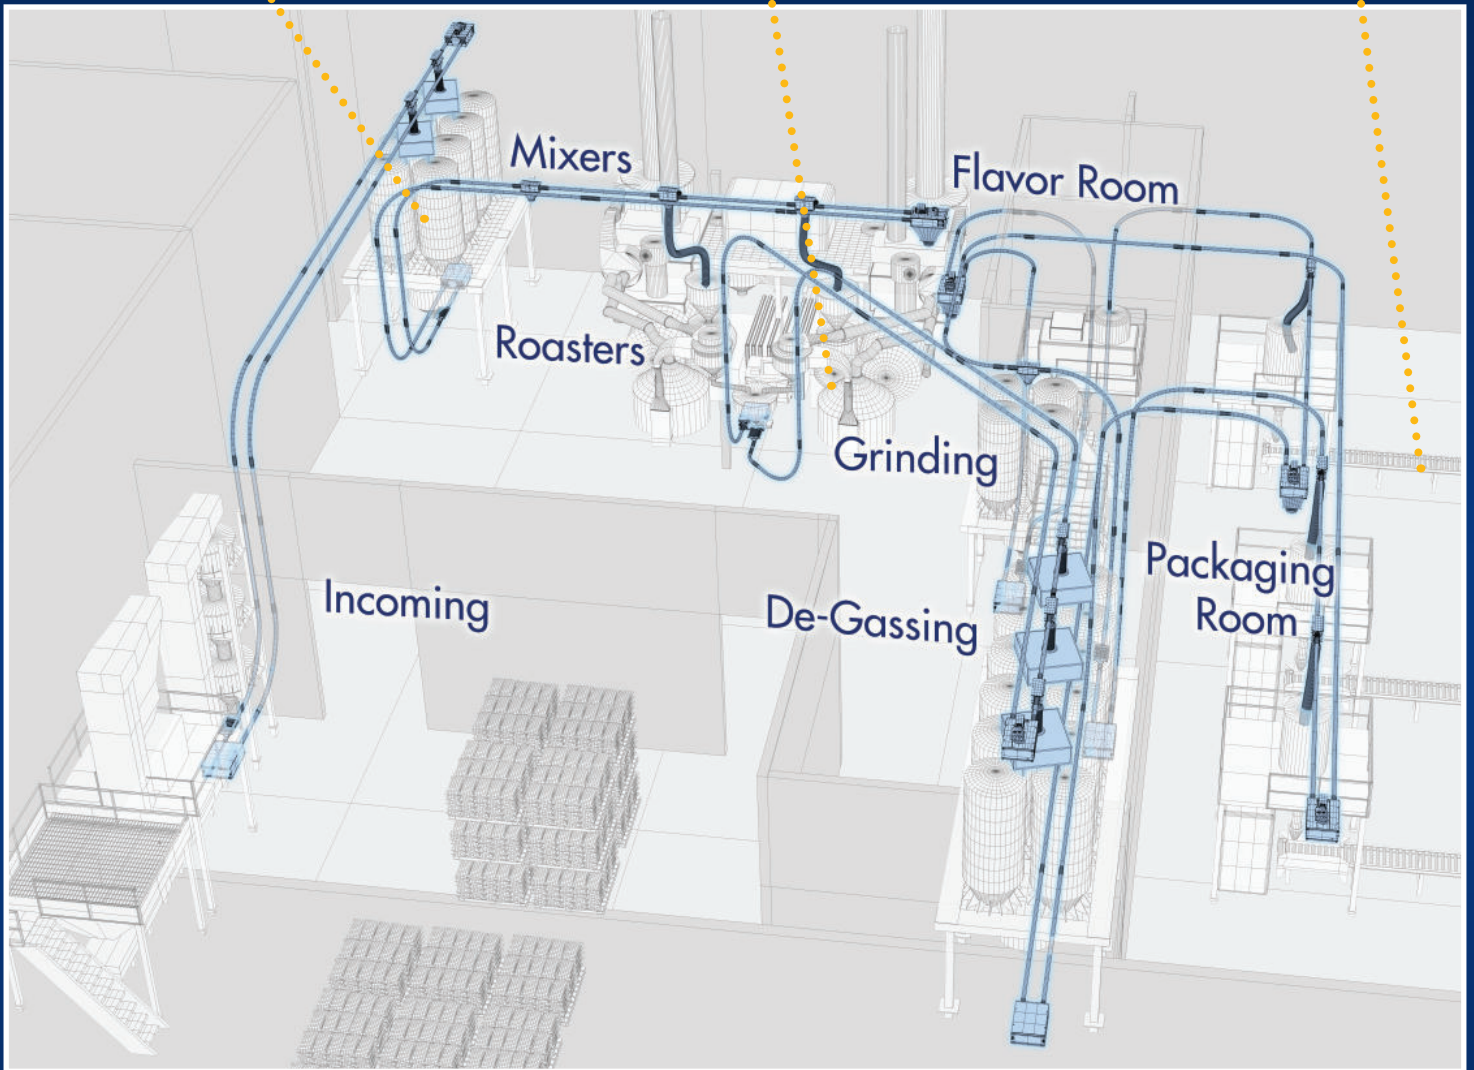 Mixers
Flavor Room
Roasters
Grinding
Incoming
De-Gassing
Packaging
Room